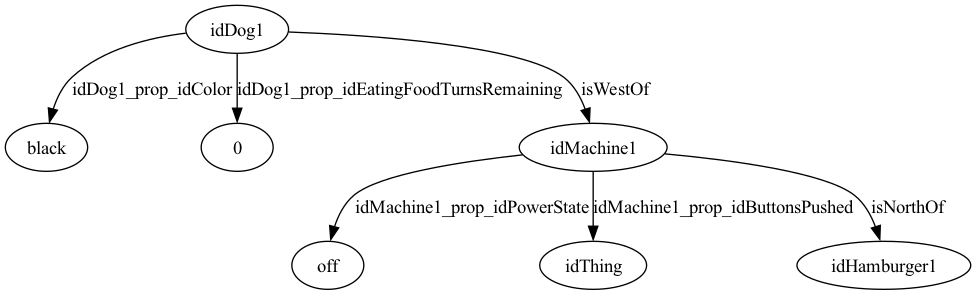 idDog1
idDog1_prop_idColor
idDog1_prop_idEatingFoodTurnsRemaining
isWestOf
black
0
idMachine1
idMachine1_prop_idPowerState
idMachine1_prop_idButtonsPushed
isNorthOf
off
idThing
idHamburger1